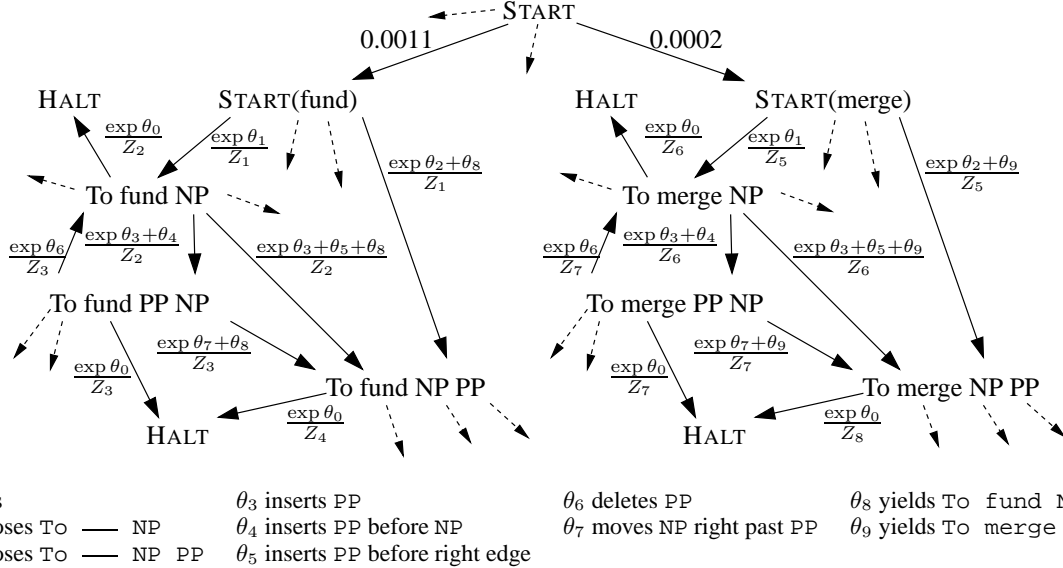 START
0.0011 0.0002
HALT START(fund) HALT START(merge)
exp θ0 / Z2 exp θ1 / Z1 exp θ2+θ8 / Z1 exp θ0 / Z6 exp θ1 / Z5 exp θ2+θ9 / Z5
To fund NP To merge NP
exp θ6 / Z3 exp θ3+θ4 / Z2 exp θ3+θ5+θ8 / Z2 exp θ6 / Z7 exp θ3+θ4 / Z6 exp θ3+θ5+θ9 / Z6
To fund PP NP To merge PP NP
exp θ0 / Z3 exp θ7+θ8 / Z3 exp θ0 / Z7 exp θ7+θ9 / Z7
To fund NP PP To merge NP PP
HALT exp θ0 / Z4 HALT exp θ0 / Z8
θ3 inserts PP θ6 deletes PP θ8 yields To fund
oses To — NP θ4 inserts PP before NP θ7 moves NP right past PP θ9 yields To merge
oses To — NP PP θ5 inserts PP before right edge